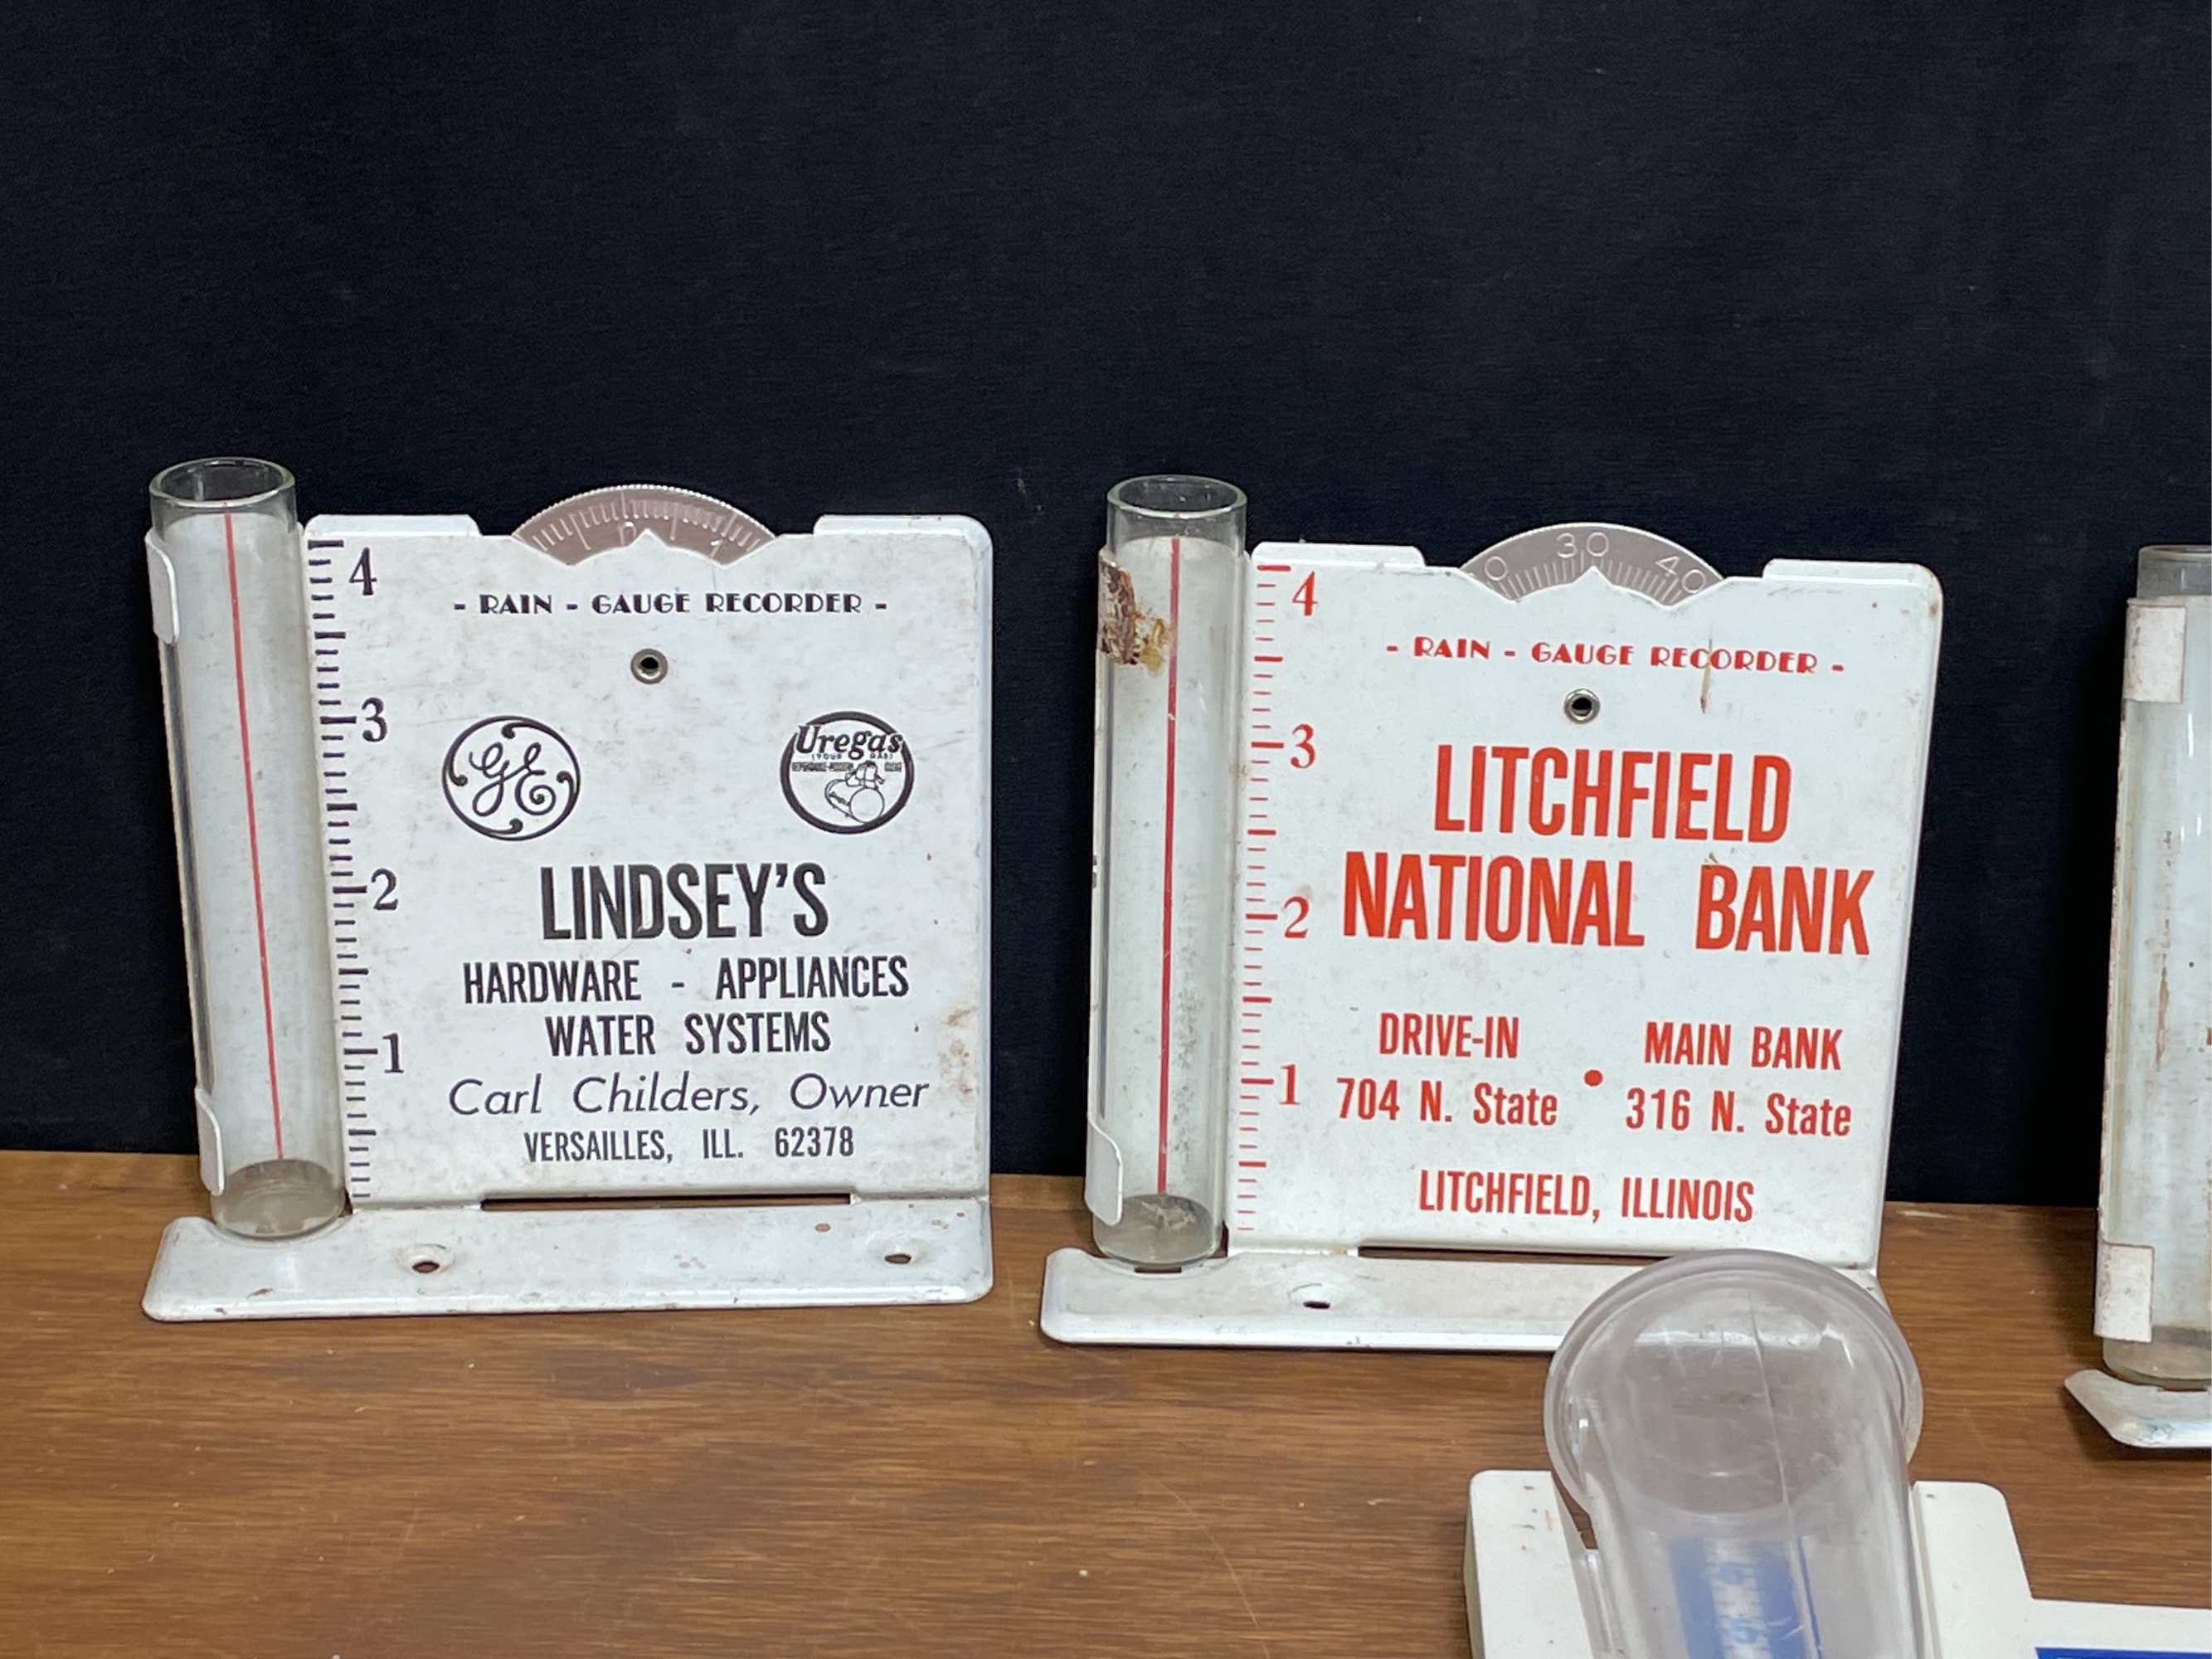 - RAIN - GAUGE RECORDER -
4
3
2
1
GE
Uregas
LINDSEY'S
HARDWARE - APPLIANCES
WATER SYSTEMS
Carl Childers, Owner
VERSAILLES, ILL. 62378
30
40
- RAIN - GAUGE RECORDER -
4
3
2
1
LITCHFIELD
NATIONAL BANK
DRIVE-IN
704 N. State
•
MAIN BANK
316 N. State
LITCHFIELD, ILLINOIS